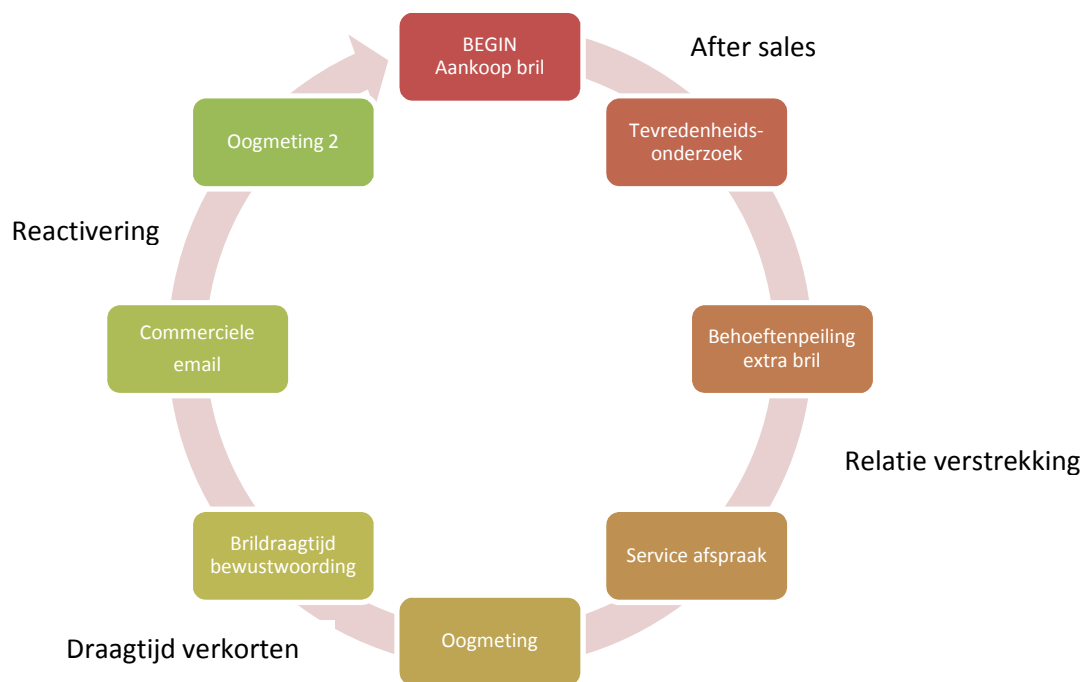 BEGIN
Aankoop bril
After sales
Tevredenheids-
onderzoek
Behoeftenpeiling
extra bril
Relatie verstrekking
Service afspraak
Oogmeting
Draagtijd verkorten
Brildraagtijd
bewustwoording
Commerciele
email
Reactivering
Oogmeting 2